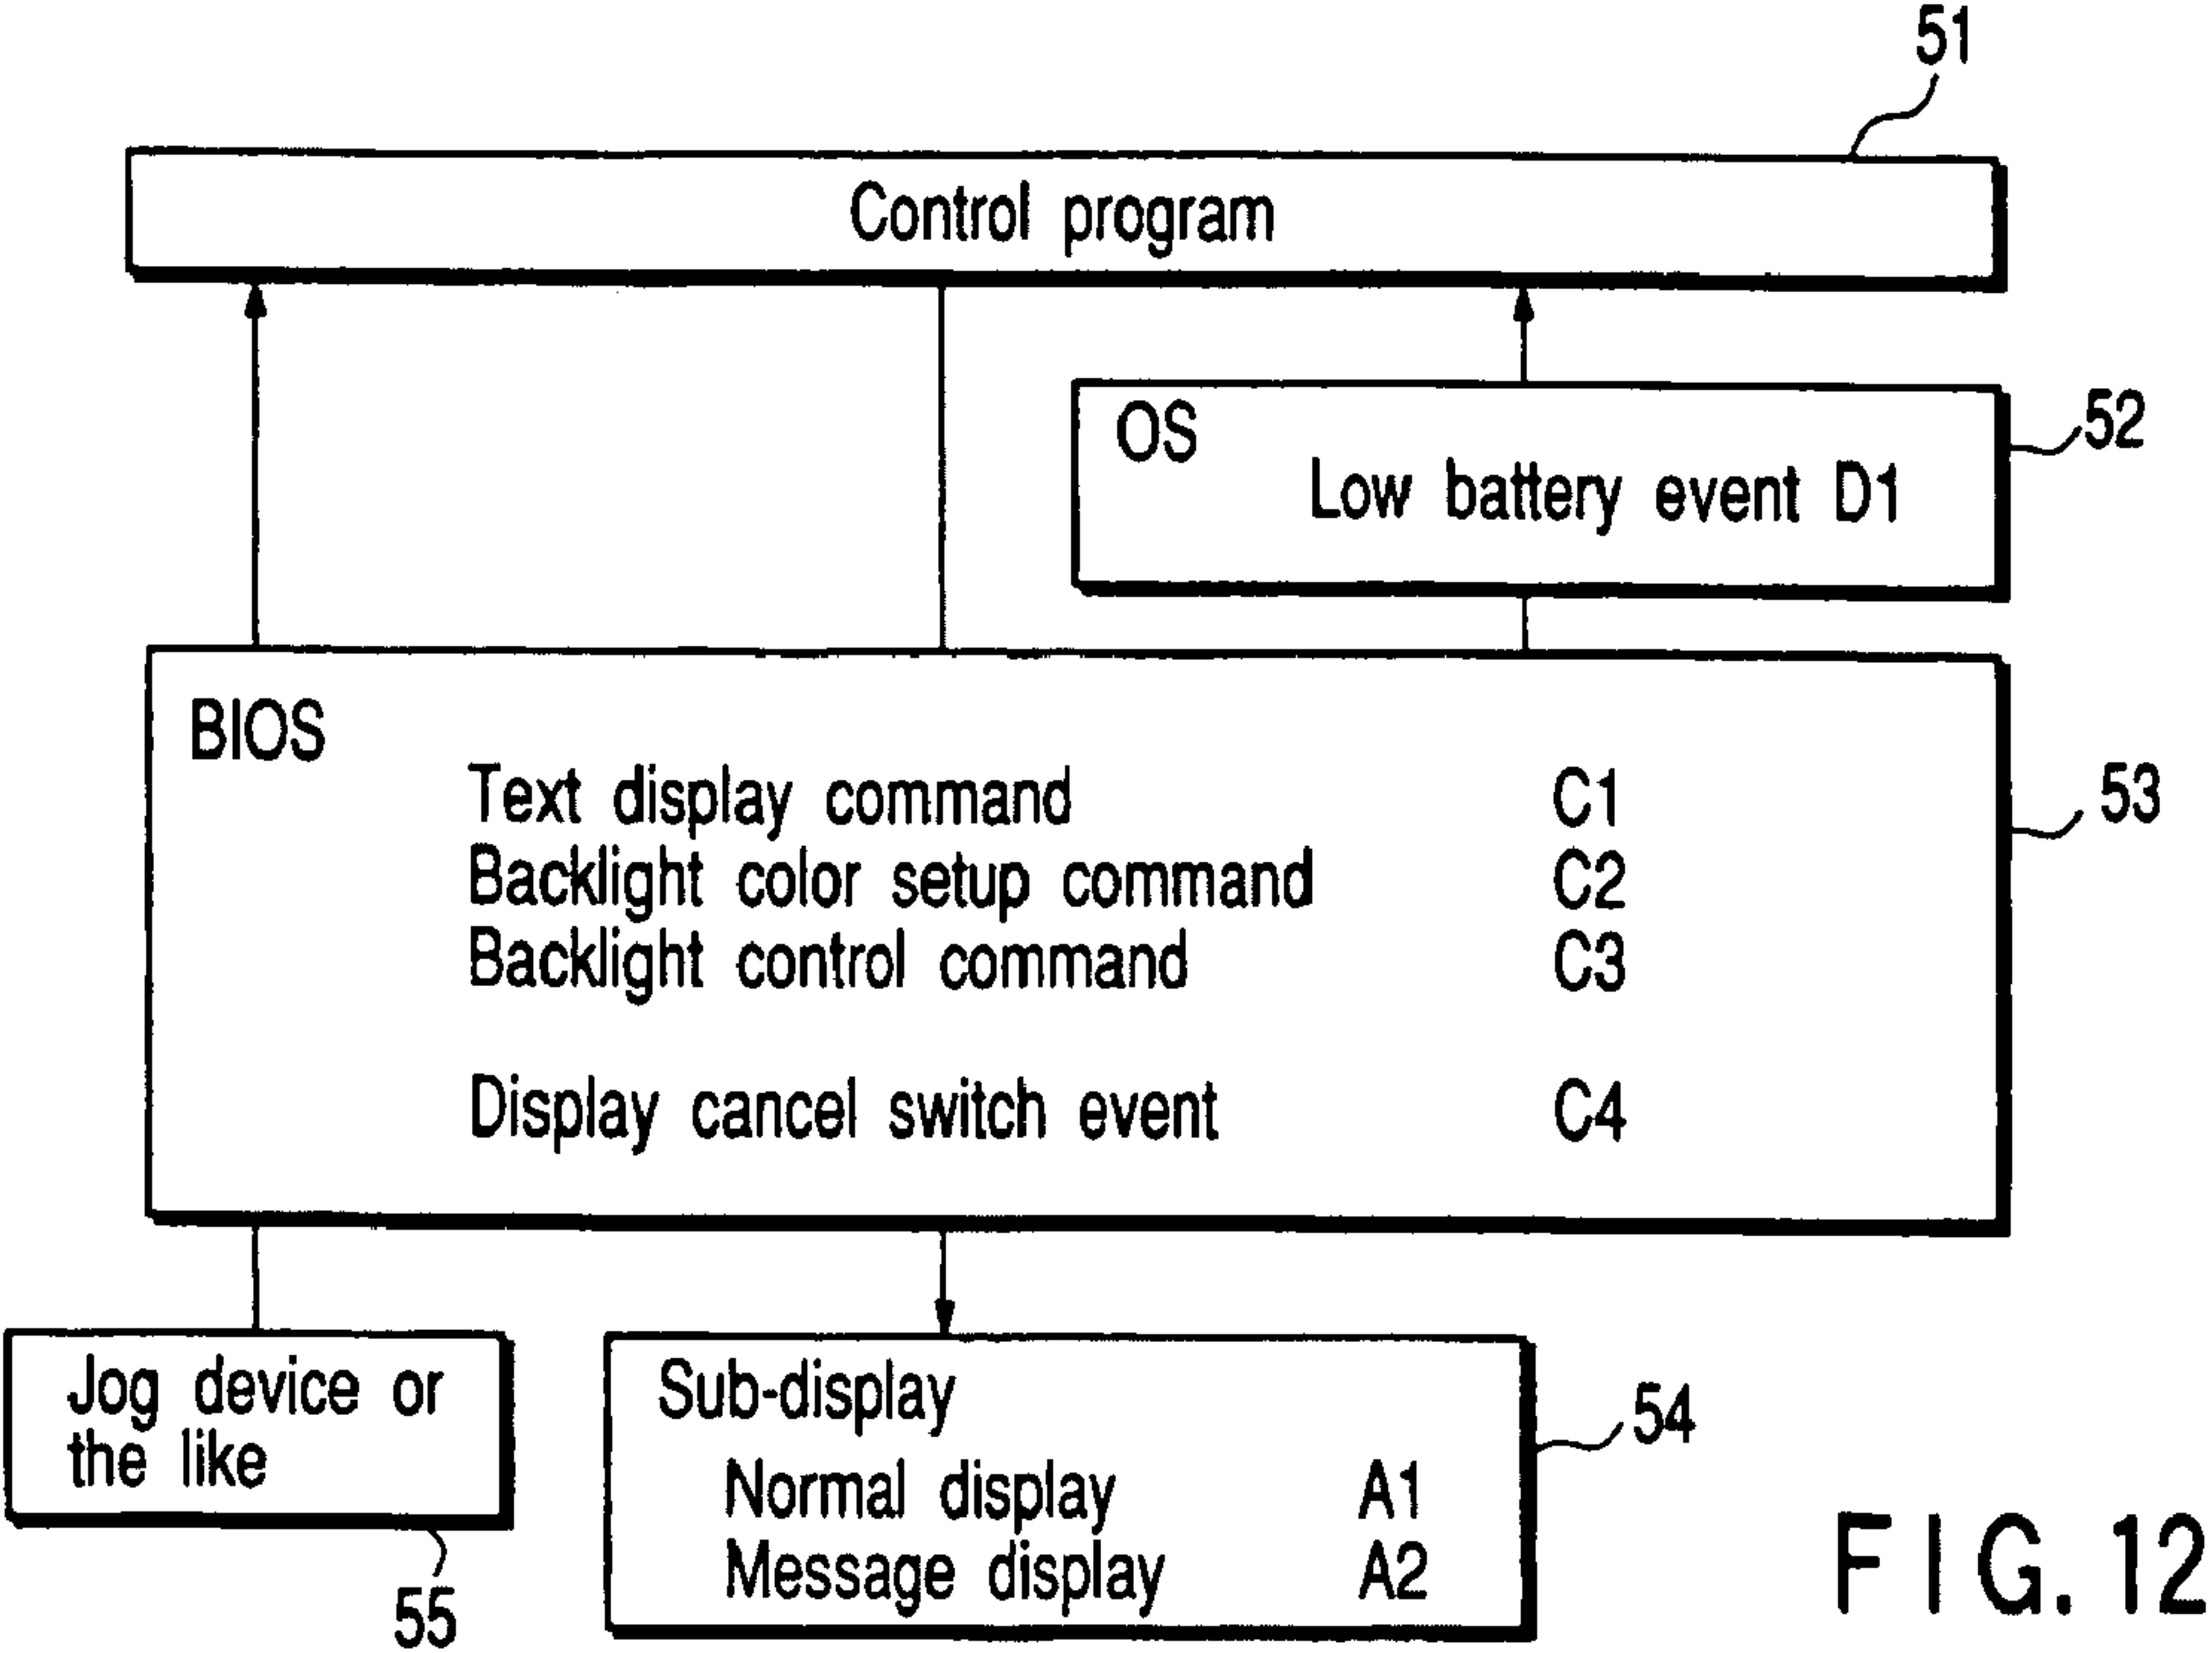 51
Control program
OS
52
Low battery event D1
BIOS
Text display command C1
53
Backlight color setup command C2
Backlight control command C3
Display cancel switch event C4
Jog device or
the like
55
Sub-display
54
Normal display A1
Message display A2
FIG. 12